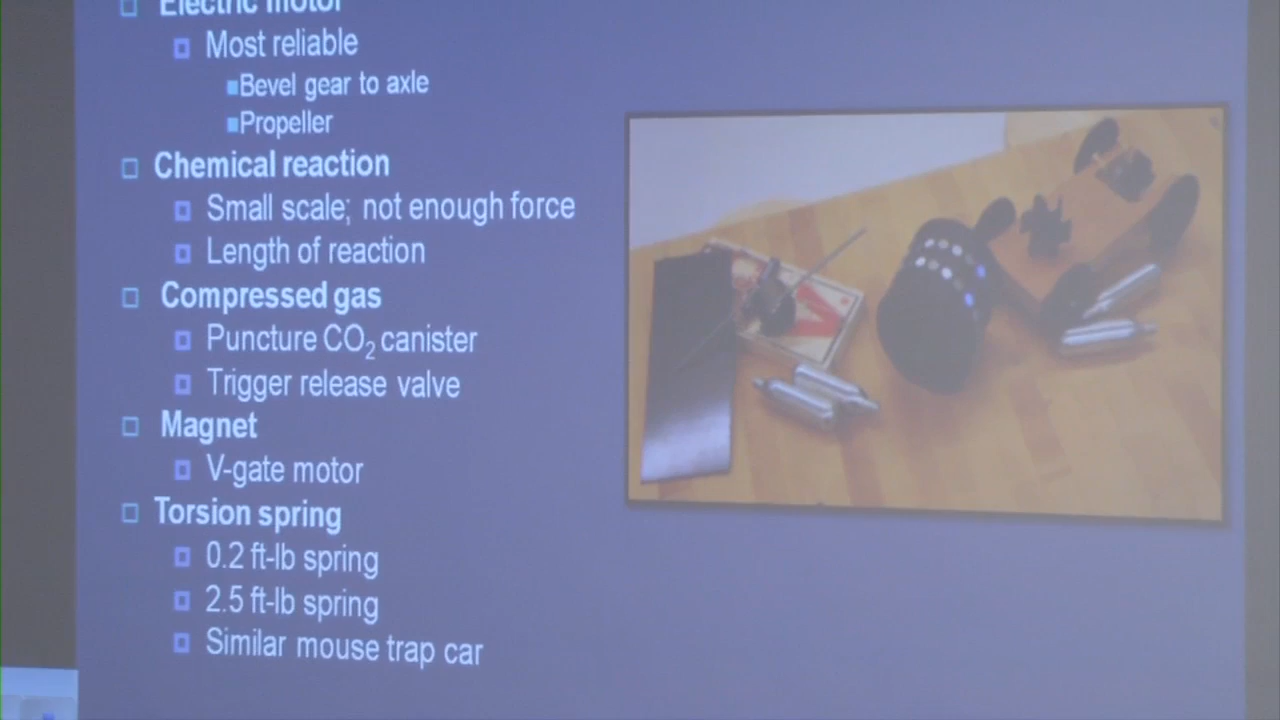 Electric motor
Most reliable
Bevel gear to axle
Propeller
Chemical reaction
Small scale; not enough force
Length of reaction
Compressed gas
Puncture CO₂ canister
Trigger release valve
Magnet
V-gate motor
Torsion spring
0.2 ft-lb spring
2.5 ft-lb spring
Similar mouse trap car
V